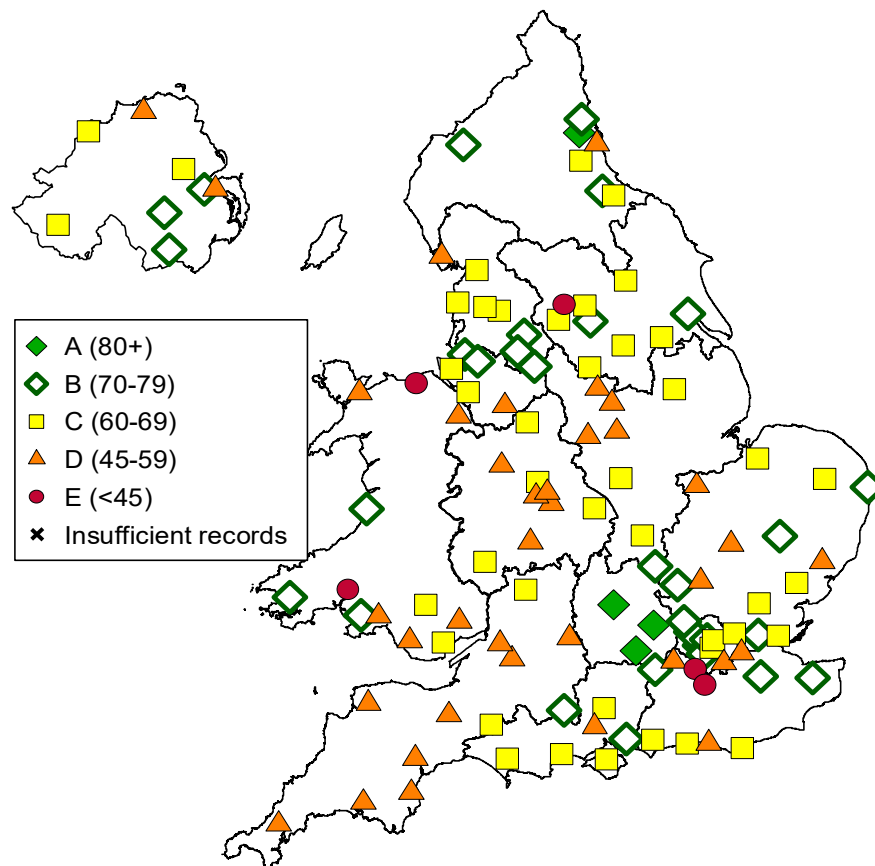 A (80+)
B (70-79)
C (60-69)
D (45-59)
E (<45)
Insufficient records